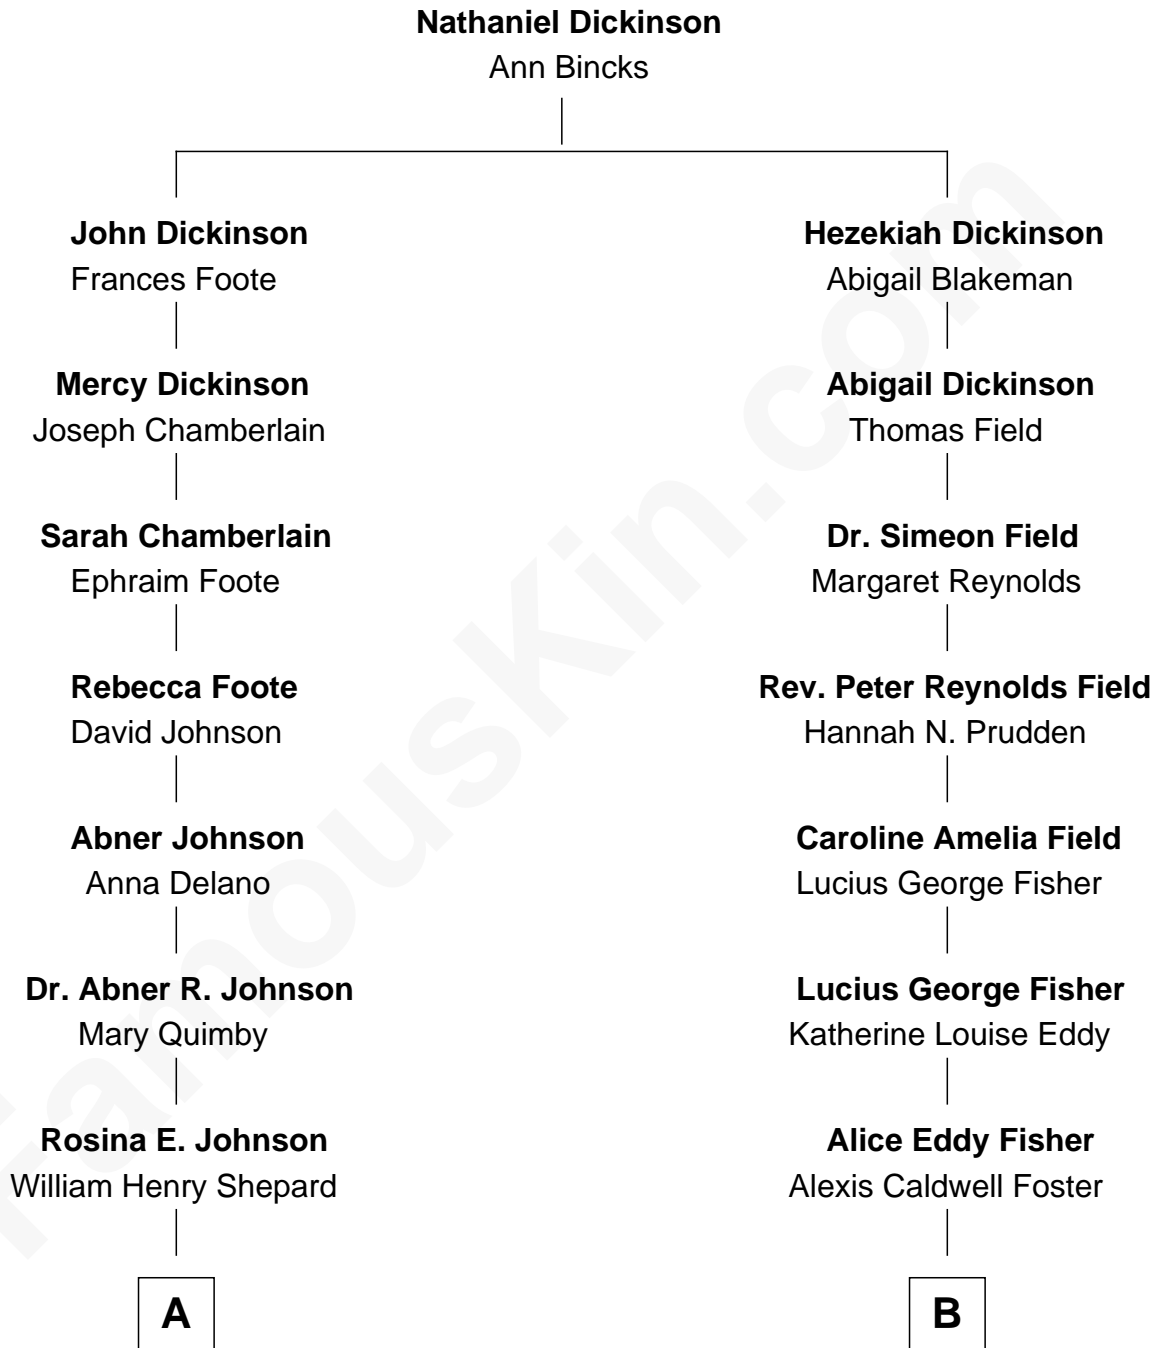 Nathaniel Dickinson
Ann Bincks
John Dickinson
Frances Foote
Mercy Dickinson
Joseph Chamberlain
Sarah Chamberlain
Ephraim Foote
Rebecca Foote
David Johnson
Abner Johnson
Anna Delano
Dr. Abner R. Johnson
Mary Quimby
Rosina E. Johnson
William Henry Shepard
A
Hezekiah Dickinson
Abigail Blakeman
Abigail Dickinson
Thomas Field
Dr. Simeon Field
Margaret Reynolds
Rev. Peter Reynolds Field
Hannah N. Prudden
Caroline Amelia Field
Lucius George Fisher
Lucius George Fisher
Katherine Louise Eddy
Alice Eddy Fisher
Alexis Caldwell Foster
B
FamousKin.com